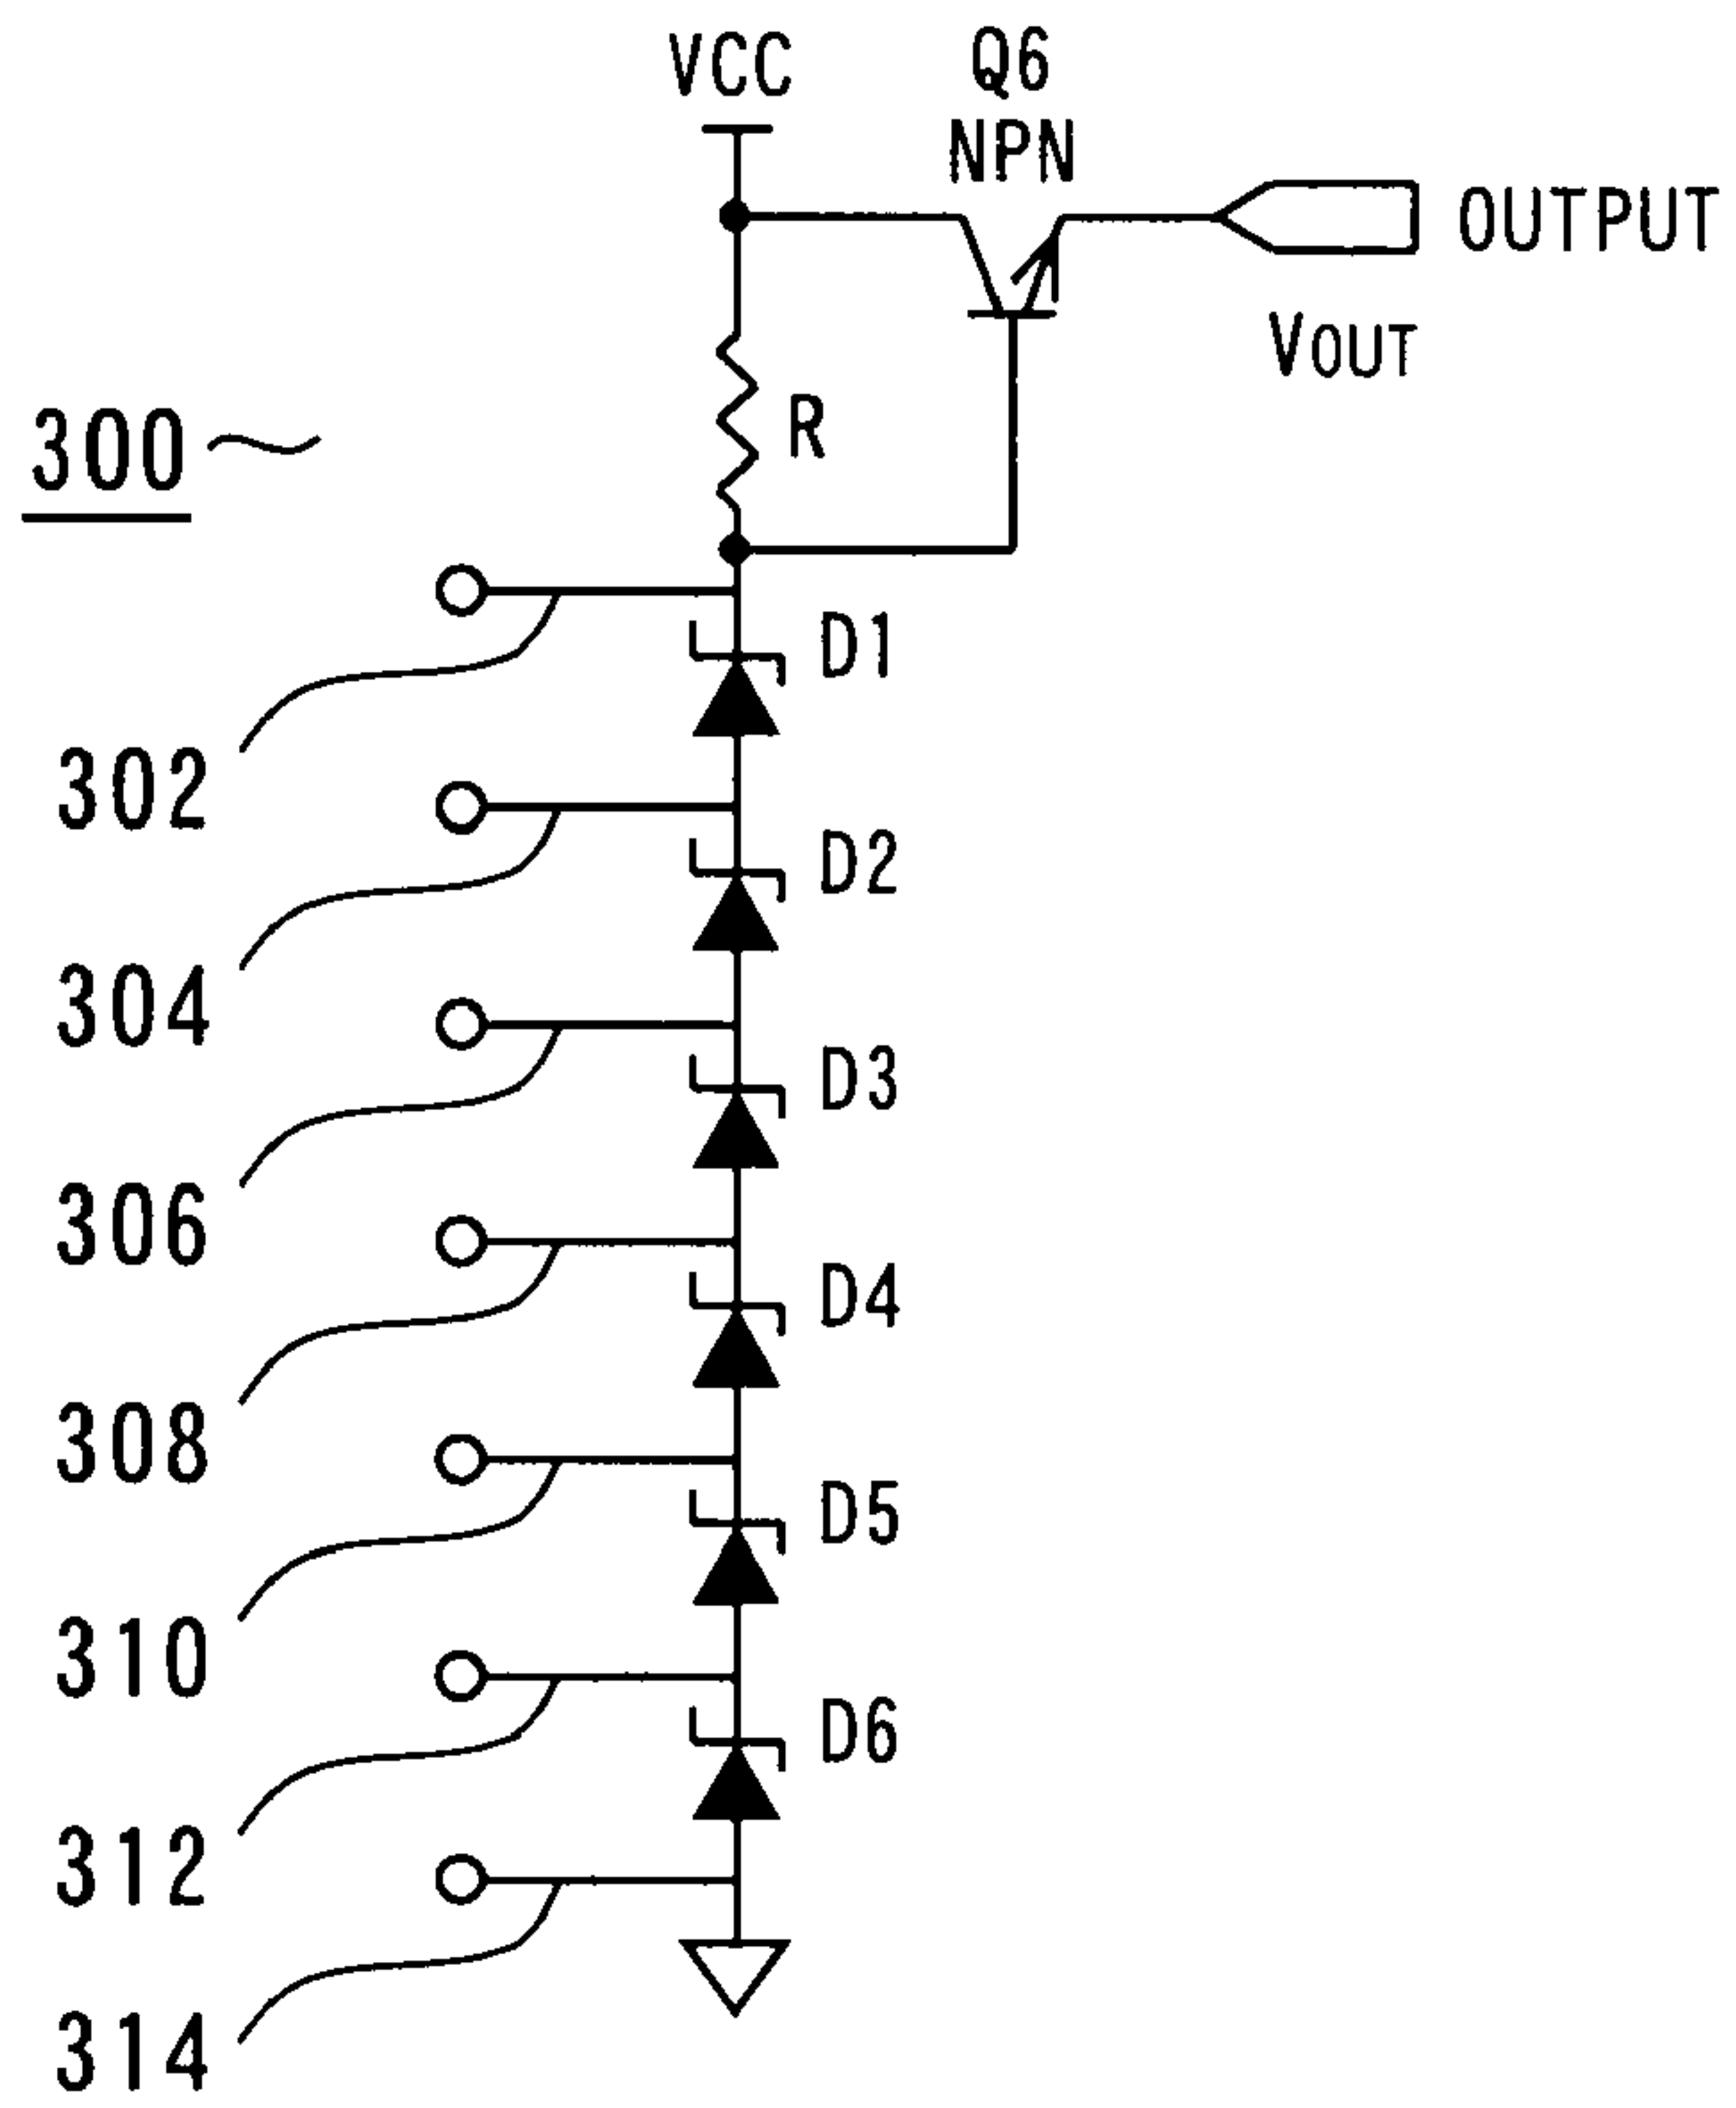 VCC
Q6
NPN
OUTPUT
VOUT
R
300
D1
302
D2
304
D3
306
D4
308
D5
310
D6
312
314